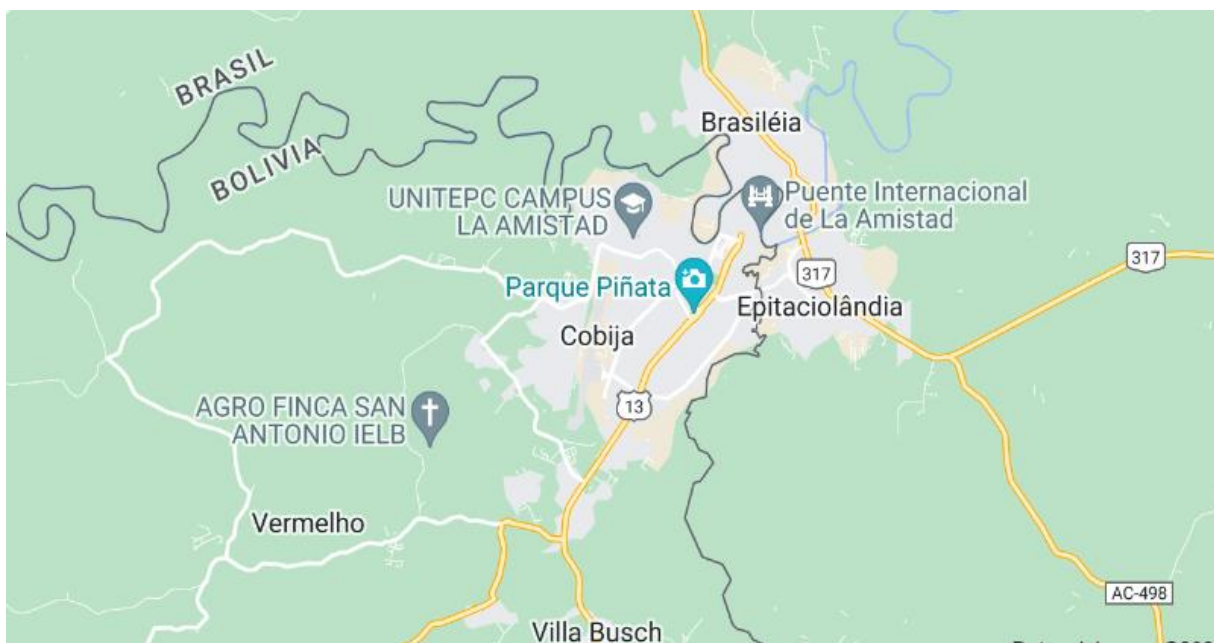 BRASIL
BOLIVIA
Brasiléia
UNITEPC CAMPUS
LA AMISTAD
Puente Internacional
de La Amistad
317
317
Parque Piñata
Epitaciolândia
Cobija
13
AGRO FINCA SAN
ANTONIO IELB
Vermelho
AC-498
Villa Busch